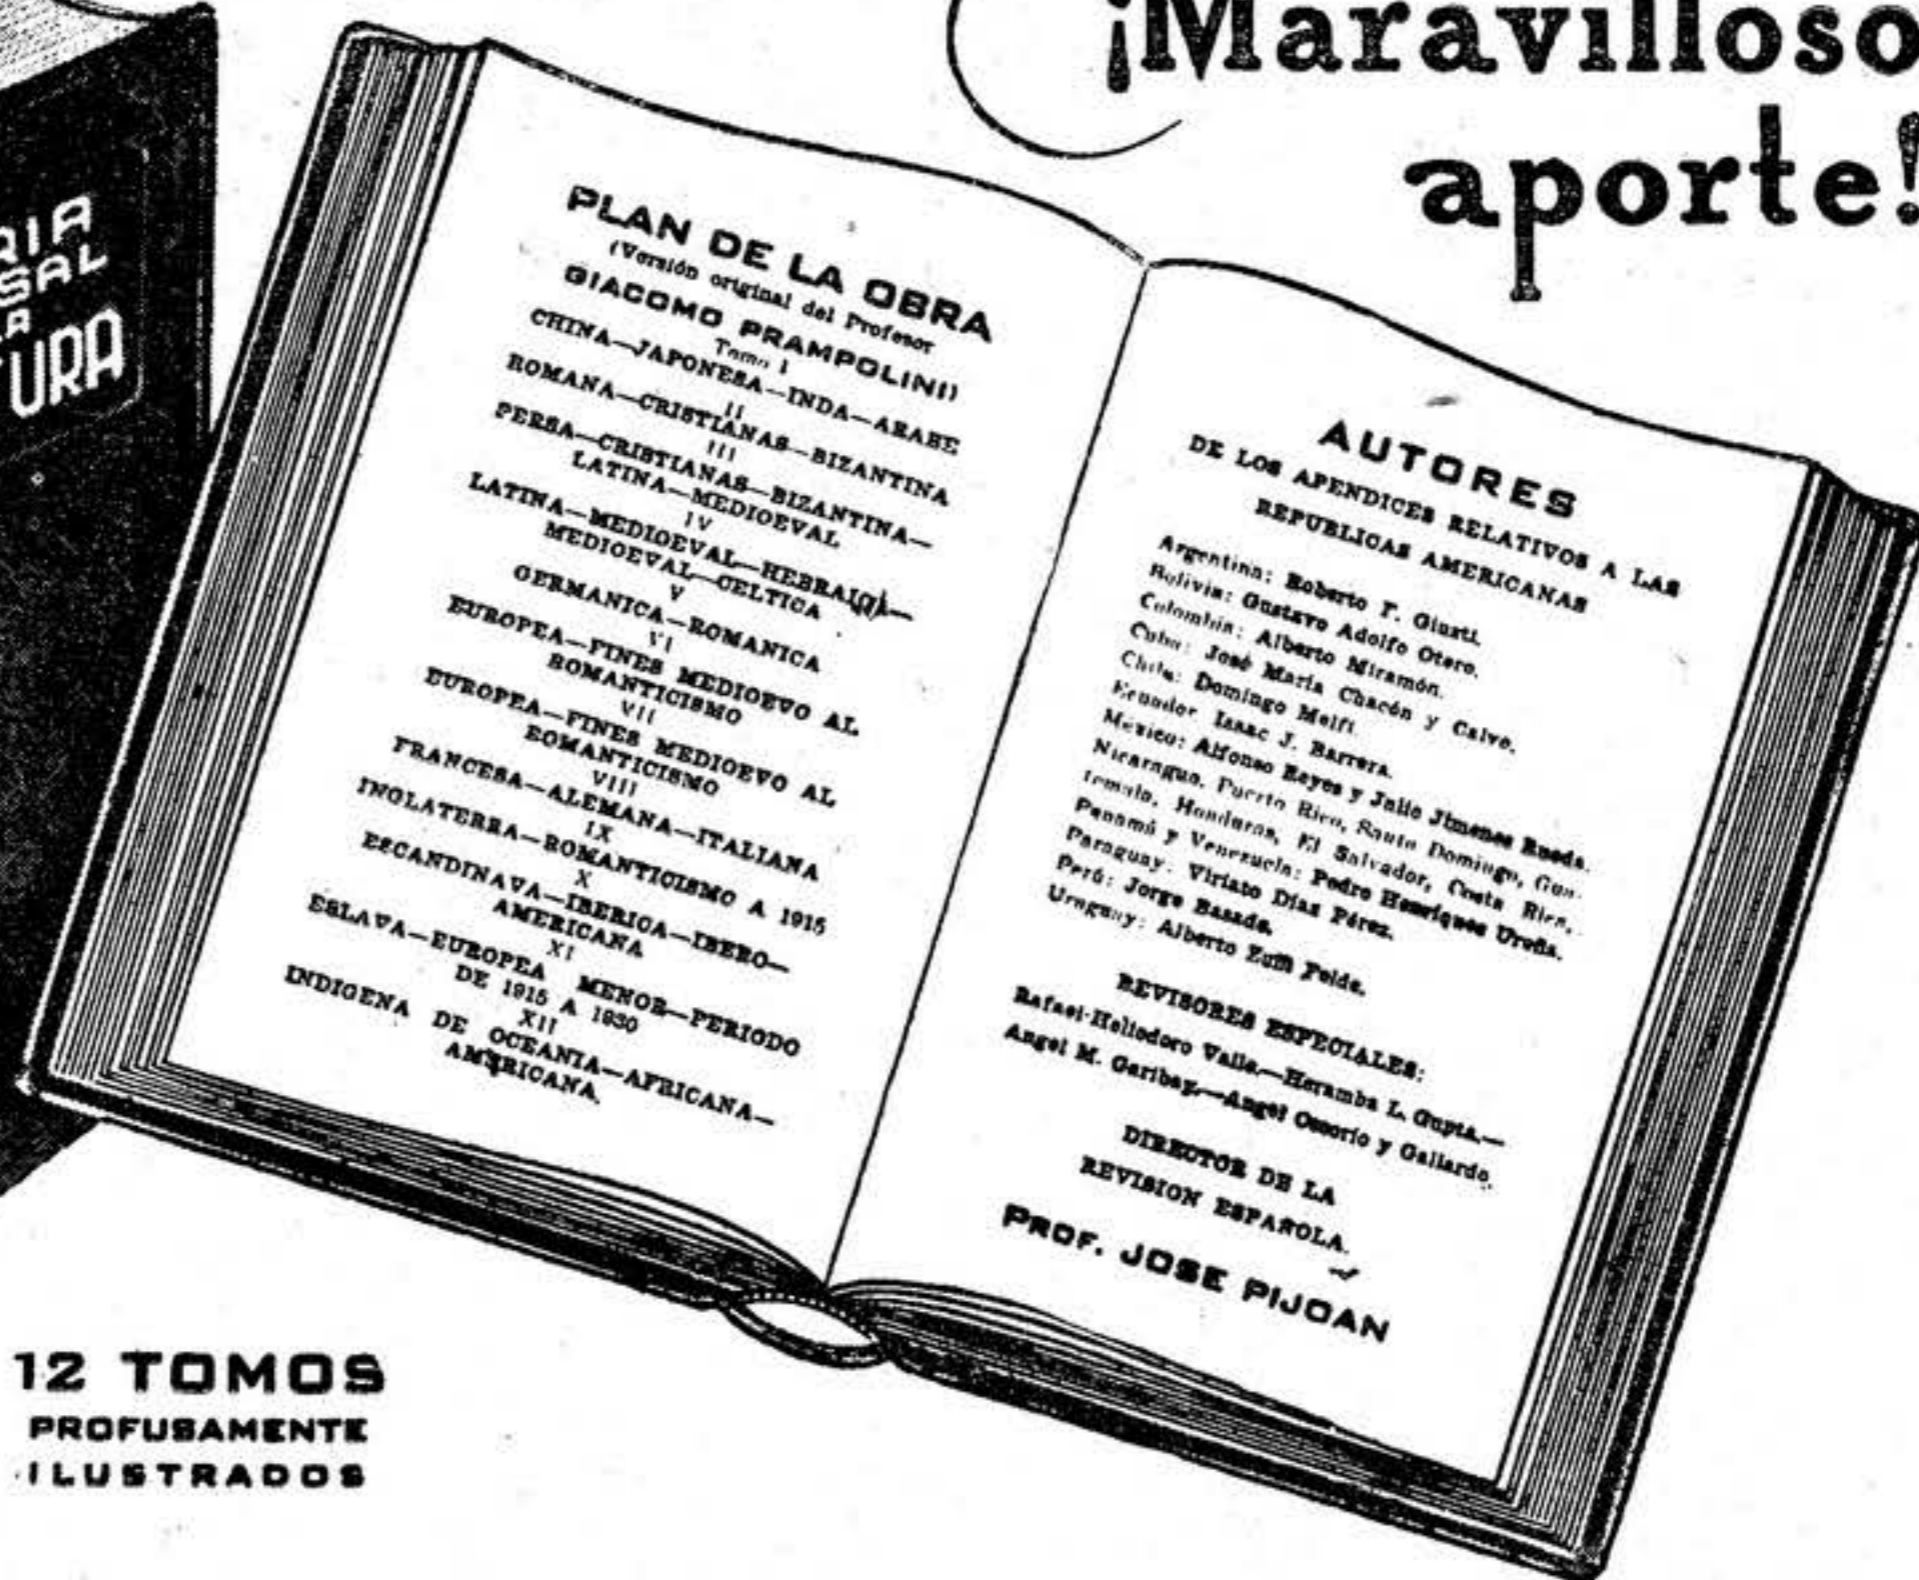 ¡Maravilloso
aporte!
PLAN DE LA OBRA
(Versión original del Profesor
GIACOMO PRAMPOLINI)
Tomo I
CHINA—JAPONESA—INDA—ARABE
II
ROMANA—CRISTIANAS—BIZANTINA
III
PERSA—CRISTIANAS—BIZANTINA—
LATINA—MEDIOEVAL
IV
LATINA—MEDIOEVAL—HEBRAICA—
MEDIOEVAL—CELTICA
V
GERMANICA—ROMANICA
VI
EUROPEA—FINES MEDIOEVO AL
ROMANTICISMO
VII
EUROPEA—FINES MEDIOEVO AL
ROMANTICISMO
VIII
FRANCESA—ALEMANA—ITALIANA
IX
INGLATERRA—ROMANTICISMO A 1915
X
ESCANDINAVA—IBERICA—IBERO—
AMERICANA
XI
ESLAVA—EUROPEA MENOR—PERIODO
DE 1915 A 1930
XII
INDIGENA DE OCEANIA—AFRICANA—
AMERICANA.
AUTORES
DE LOS APENDICES RELATIVOS A LAS
REPUBLICAS AMERICANAS
Argentina: Roberto F. Giusti.
Bolivia: Gustavo Adolfo Otero.
Colombia: Alberto Miramón.
Cuba: José María Chacón y Calvo.
Chile: Domingo Melfi.
Ecuador Isaac J. Barrera.
México: Alfonso Reyes y Julio Jimenes Rueda.
Nicaragua, Puerto Rico, Santo Domingo, Gua-
temala, Honduras, El Salvador, Costa Rica,
Panamá y Venezuela: Pedro Henriques Ureña.
Paraguay: Viriato Días Pérez.
Perú: Jorge Basada.
Uruguay: Alberto Zum Felde.
REVISORES ESPECIALES:
Rafael Heliodoro Valle.—Heramba L. Gupta.—
Angel M. Garibay.—Angel Ossorio y Gallardo.
DIRECTOR DE LA
REVISION ESPAÑOLA.
PROF. JOSE PIJOAN
12 TOMOS
PROFUSAMENTE
ILUSTRADOS